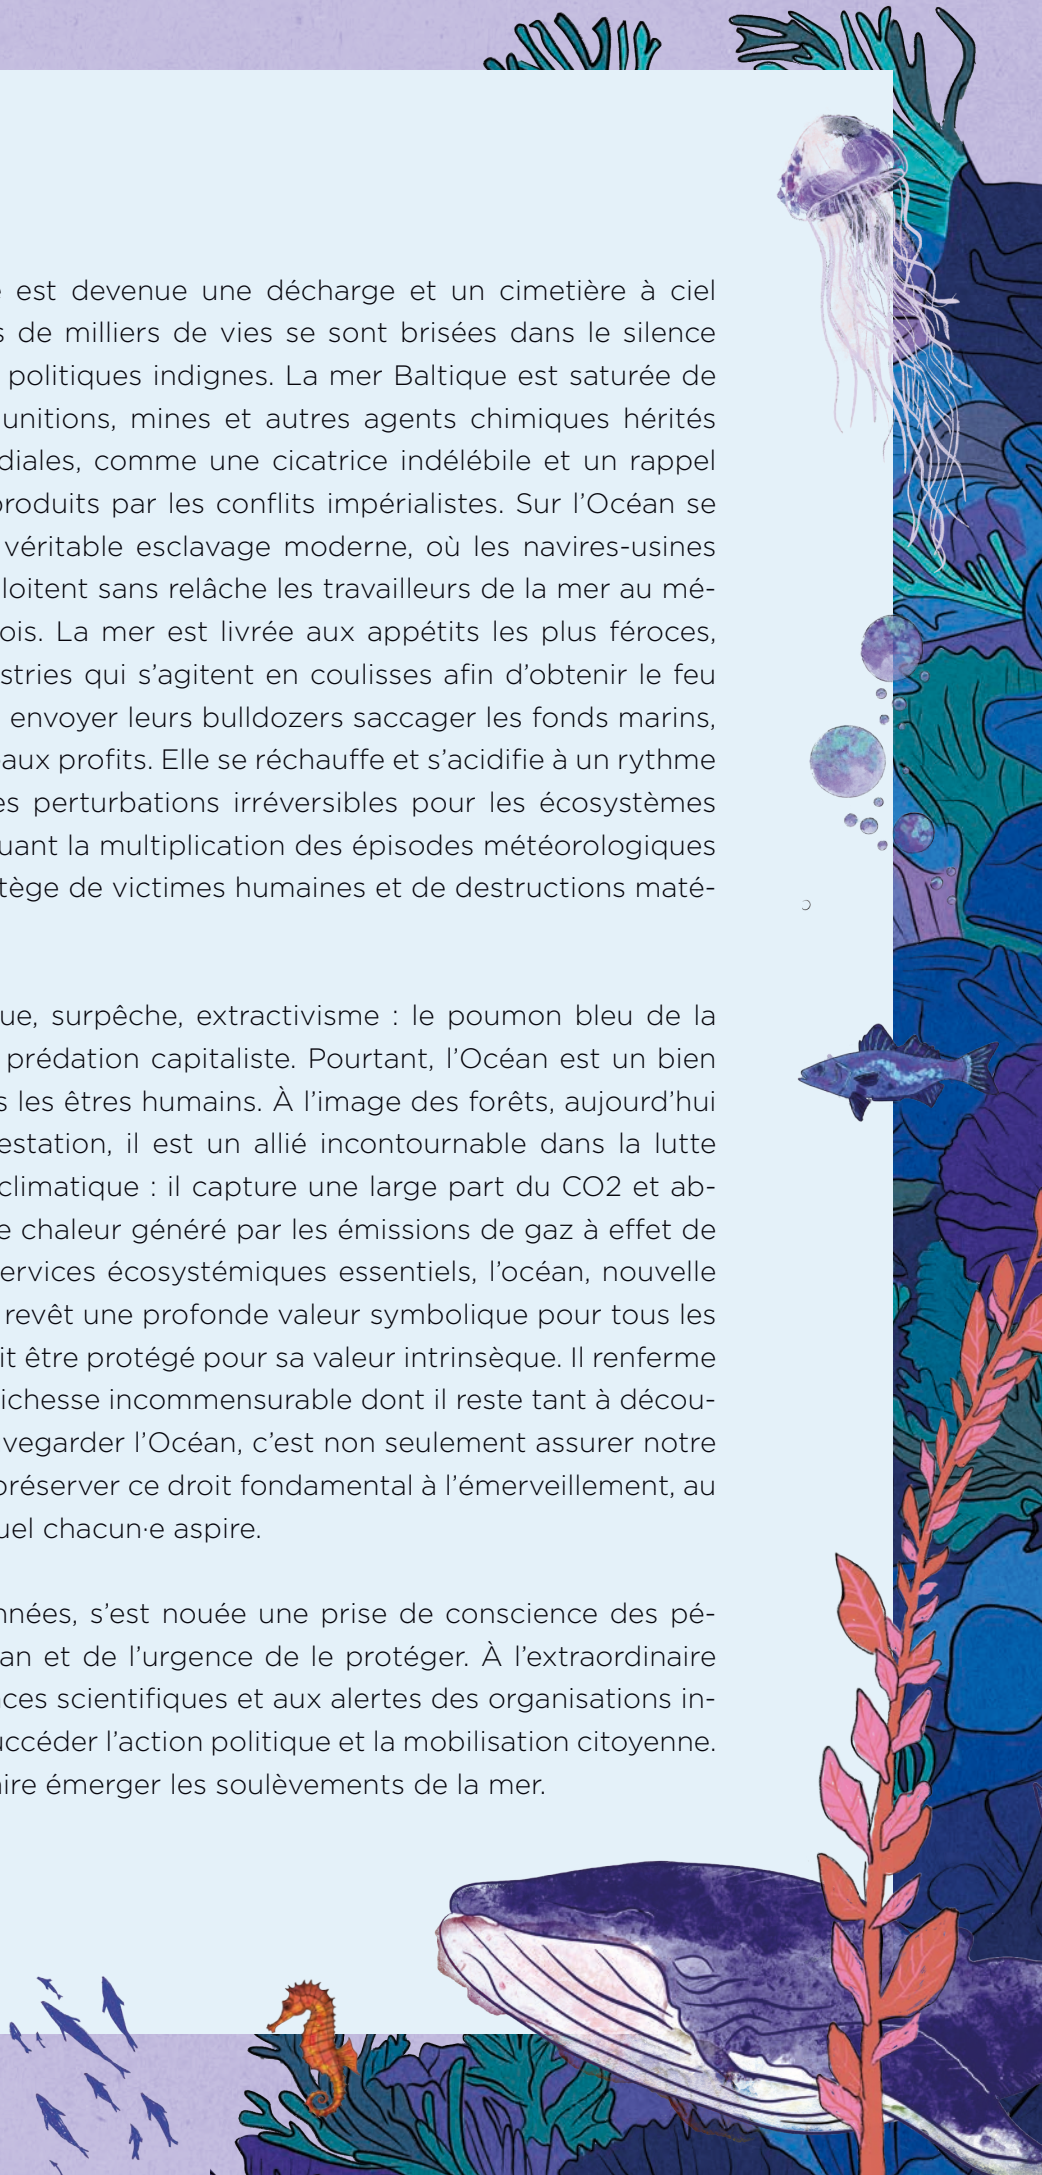 est devenue une décharge et un cimetière à ciel
de milliers de vies se sont brisées dans le silence
politiques indignes. La mer Baltique est saturée de
unitions, mines et autres agents chimiques hérités
diales, comme une cicatrice indélébile et un rappel
produits par les conflits impérialistes. Sur l’Océan se
véritable esclavage moderne, où les navires-usines
loitent sans relâche les travailleurs de la mer au mé-
ois. La mer est livrée aux appétits les plus féroces,
stries qui s’agitent en coulisses afin d’obtenir le feu
envoyer leurs bulldozers saccager les fonds marins,
aux profits. Elle se réchauffe et s’acidifie à un rythme
es perturbations irréversibles pour les écosystèmes
uant la multiplication des épisodes météorologiques
tège de victimes humaines et de destructions maté-
ue, surpêche, extractivisme : le poumon bleu de la
prédation capitaliste. Pourtant, l’Océan est un bien
s les êtres humains. À l’image des forêts, aujourd’hui
estation, il est un allié incontournable dans la lutte
climatique : il capture une large part du CO2 et ab-
e chaleur généré par les émissions de gaz à effet de
ervices écosystémiques essentiels, l’océan, nouvelle
revêt une profonde valeur symbolique pour tous les
it être protégé pour sa valeur intrinsèque. Il renferme
ichesse incommensurable dont il reste tant à décou-
vegarder l’Océan, c’est non seulement assurer notre
préserver ce droit fondamental à l’émerveillement, au
uel chacun·e aspire.
nnées, s’est nouée une prise de conscience des pé-
an et de l’urgence de le protéger. À l’extraordinaire
ces scientifiques et aux alertes des organisations in-
uccéder l’action politique et la mobilisation citoyenne.
aire émerger les soulèvements de la mer.